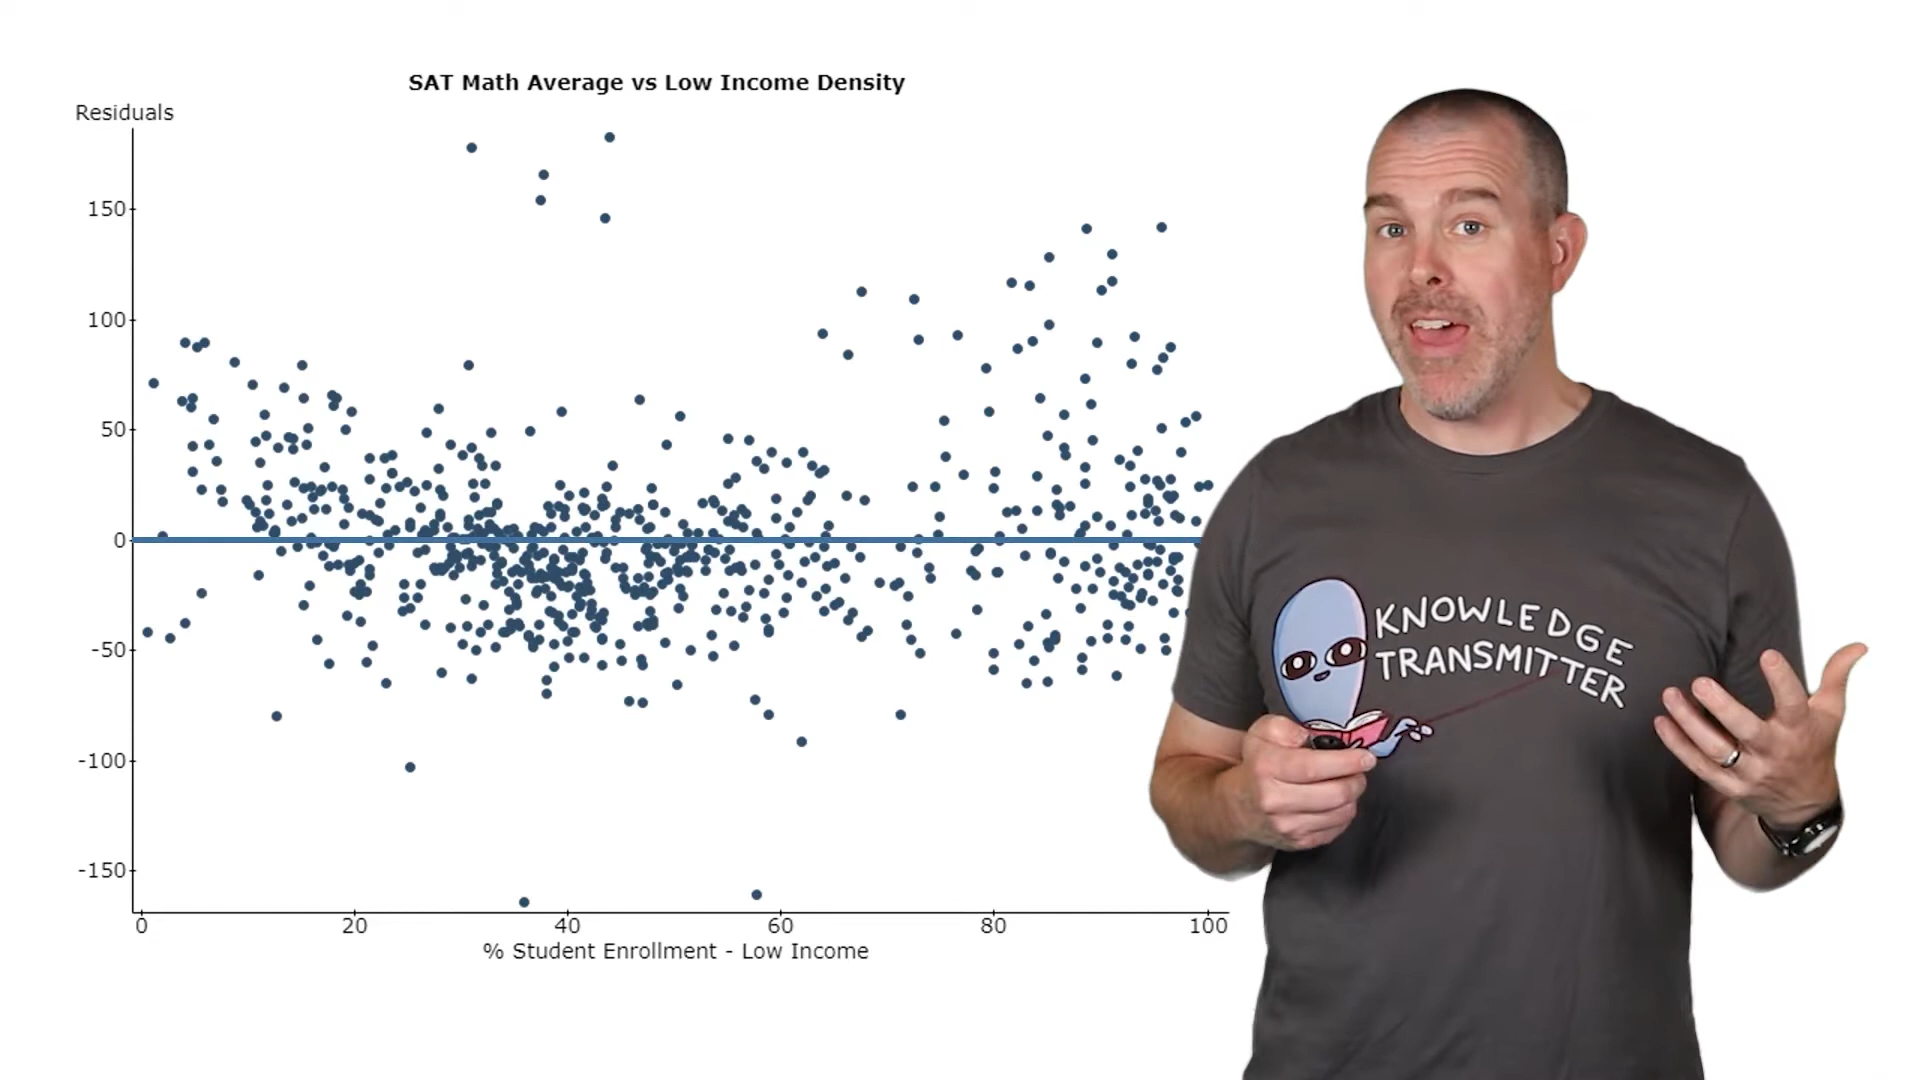 SAT Math Average vs Low Income Density
Residuals
150
100
50
0
-50
-100
-150
0 20 40 60 80 100
% Student Enrollment - Low Income
KNOWLEDGE
TRANSMITTER